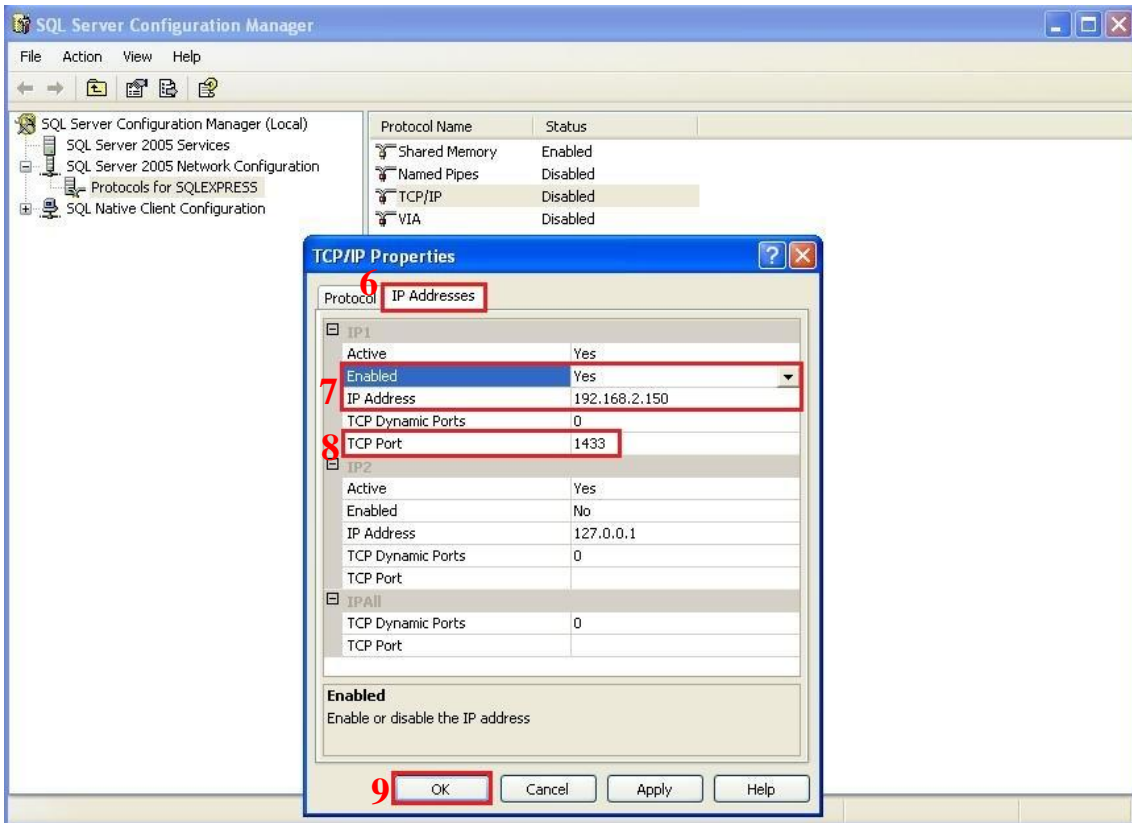 SQL Server Configuration Manager
File Action View Help
SQL Server Configuration Manager (Local)
SQL Server 2005 Services
SQL Server 2005 Network Configuration
Protocols for SQLEXPRESS
SQL Native Client Configuration
Protocol Name Status
Shared Memory Enabled
Named Pipes Disabled
TCP/IP Disabled
VIA Disabled
TCP/IP Properties
6
Protocol IP Addresses
IP1
Active Yes
7 Enabled Yes
IP Address 192.168.2.150
TCP Dynamic Ports 0
8 TCP Port 1433
IP2
Active Yes
Enabled No
IP Address 127.0.0.1
TCP Dynamic Ports 0
TCP Port
IPAll
TCP Dynamic Ports 0
TCP Port
Enabled
Enable or disable the IP address
9 OK Cancel Apply Help